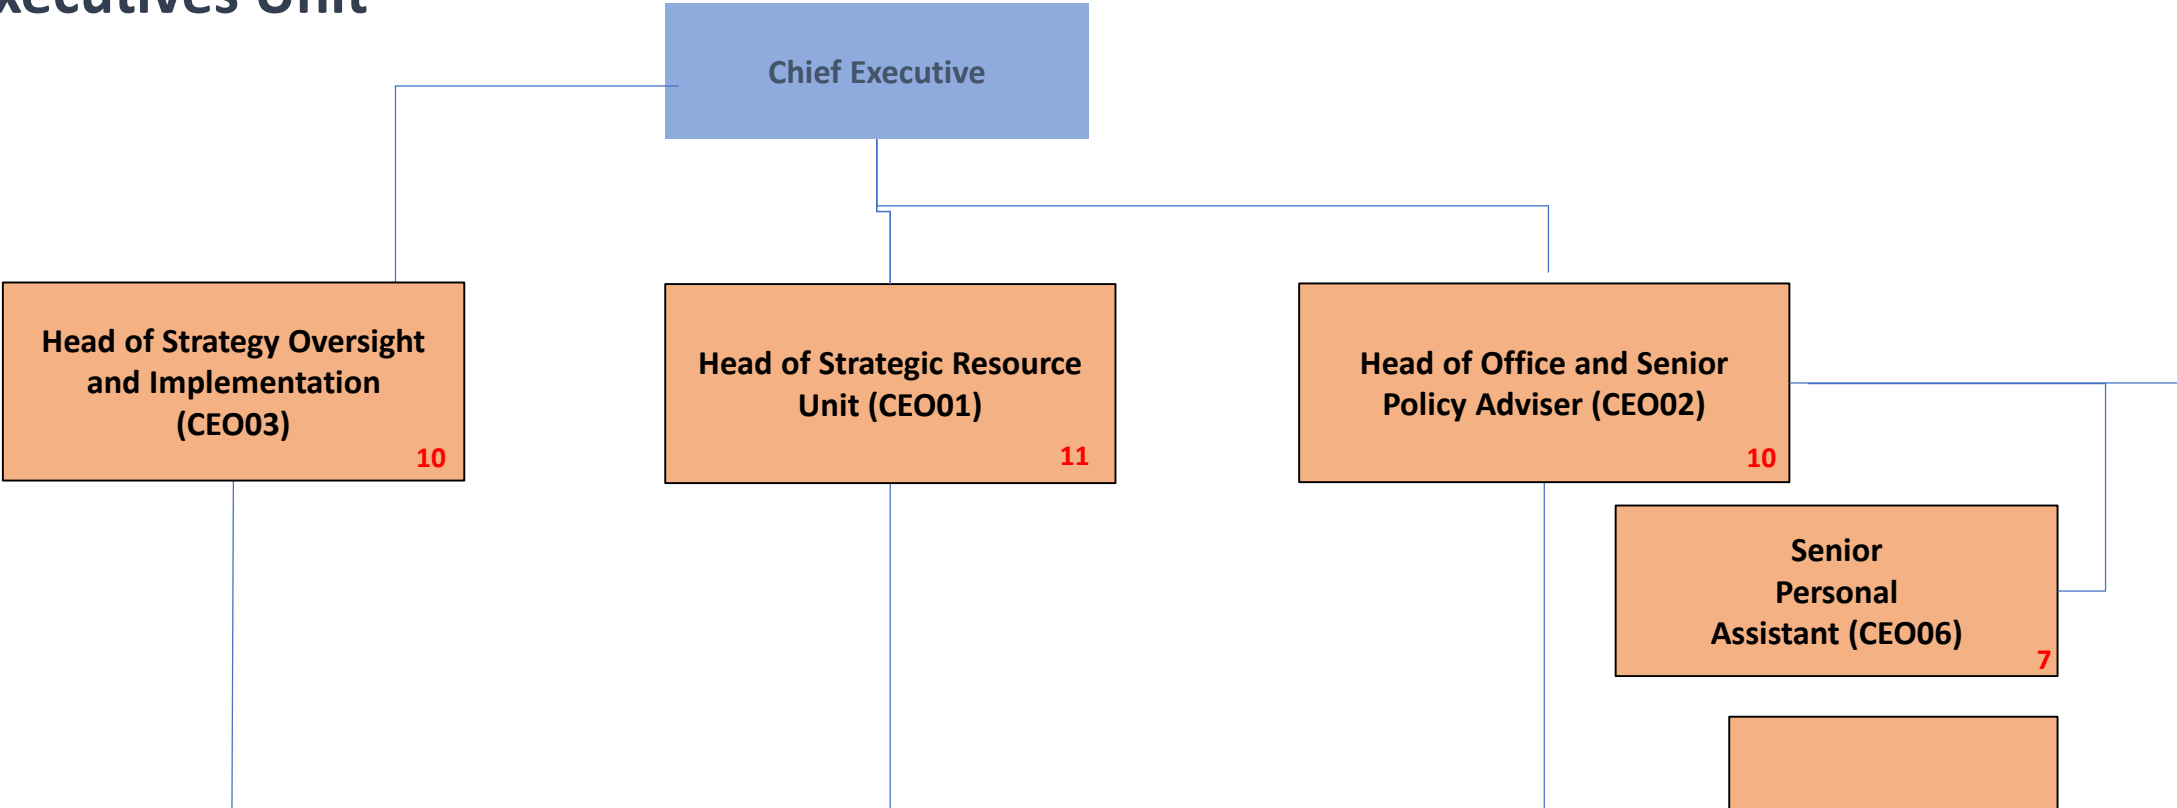 Unit
Chief Executive
Head of Strategy Oversight
and Implementation
(CEO03)
10
Head of Strategic Resource
Unit (CEO01)
11
Head of Office and Senior
Policy Adviser (CEO02)
10
Senior
Personal
Assistant (CEO06)
7